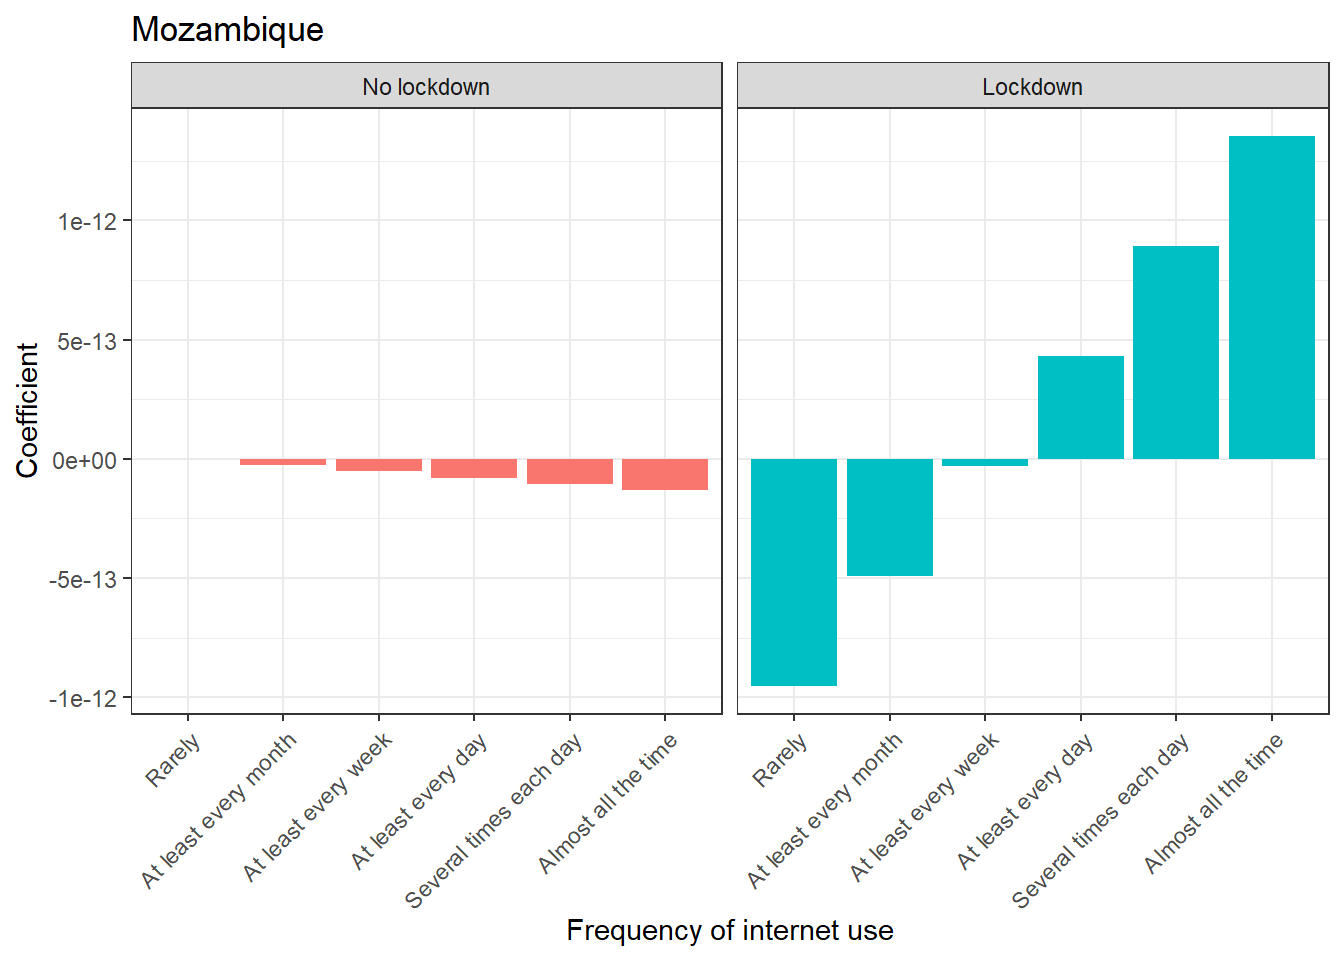 Mozambique
No lockdown
Lockdown
Coefficient
1e-12
5e-13
0e+00
-5e-13
-1e-12
Rarely
At least every month
At least every week
At least every day
Several times each day
Almost all the time
Rarely
At least every month
At least every week
At least every day
Several times each day
Almost all the time
Frequency of internet use